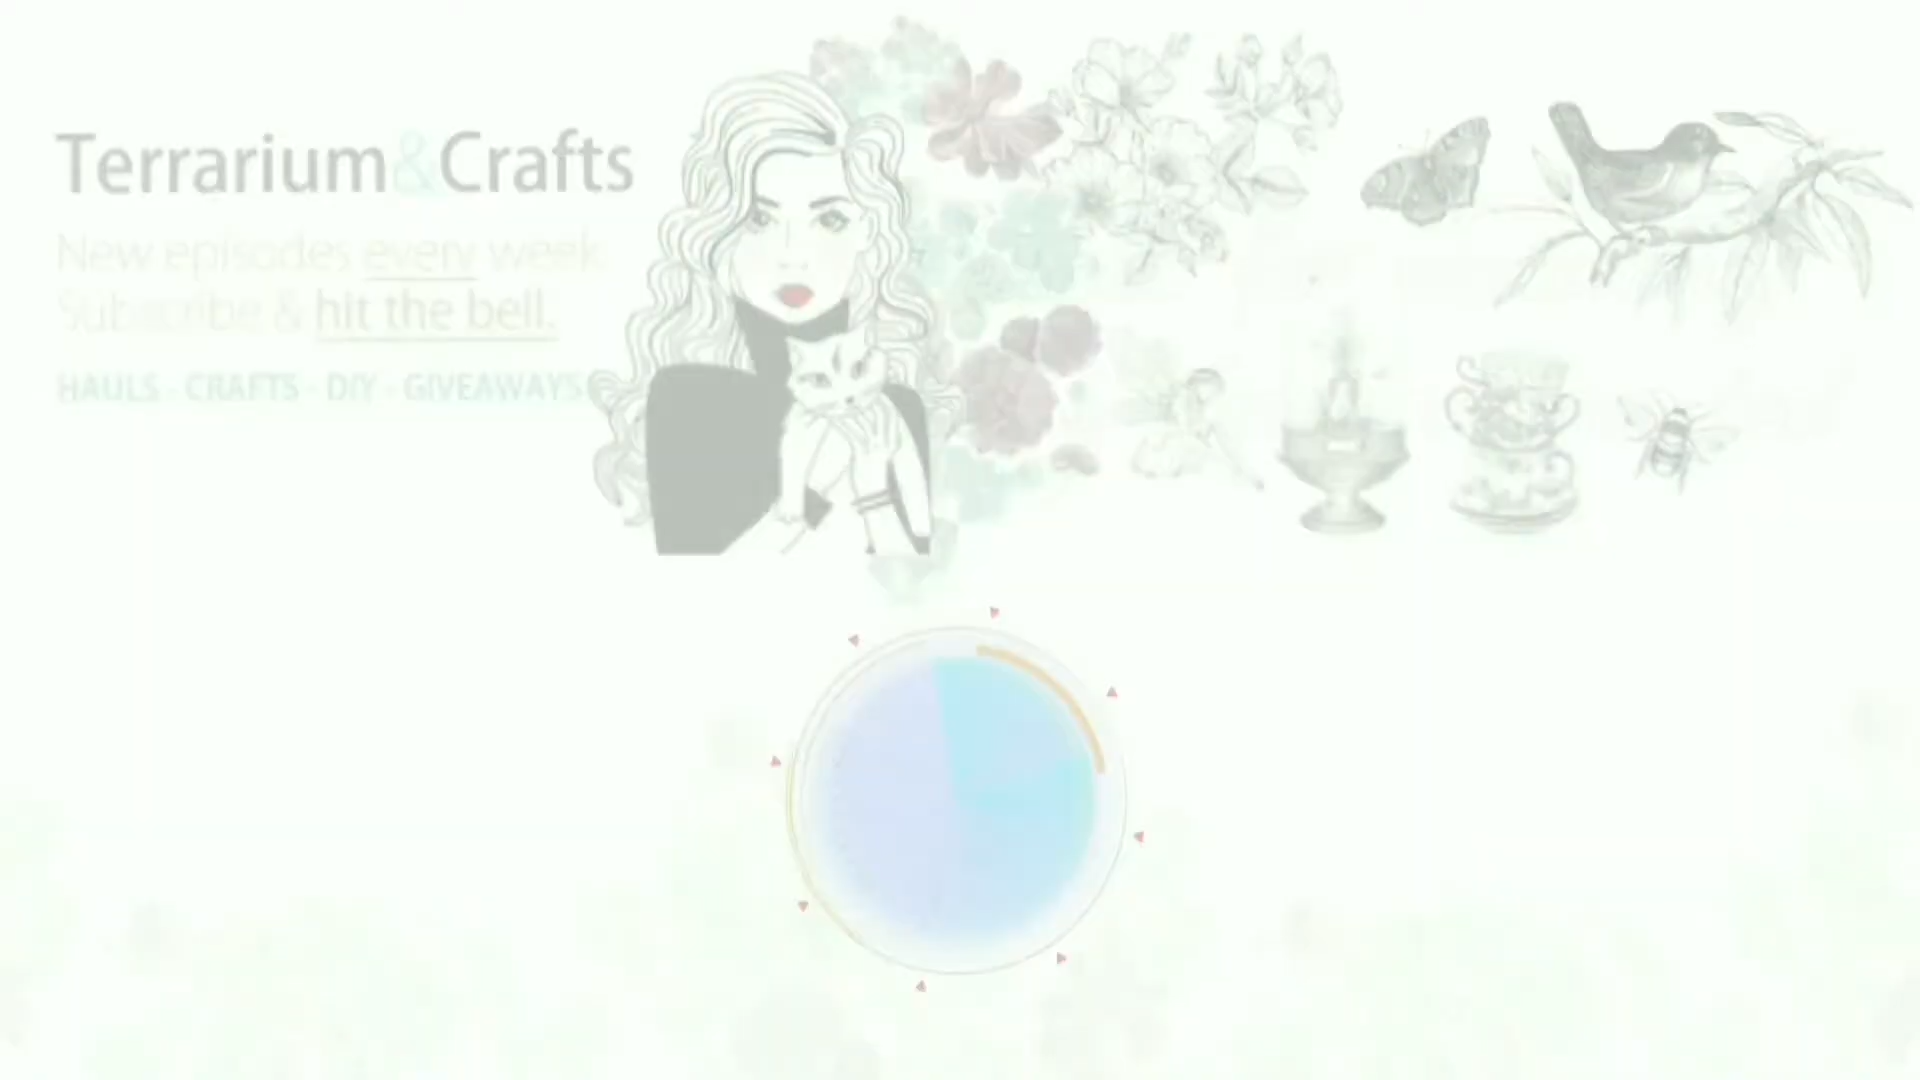 Terrarium&Crafts
New episodes every week.
Subscribe & hit the bell.
HAULS - CRAFTS - DIY - GIVEAWAYS